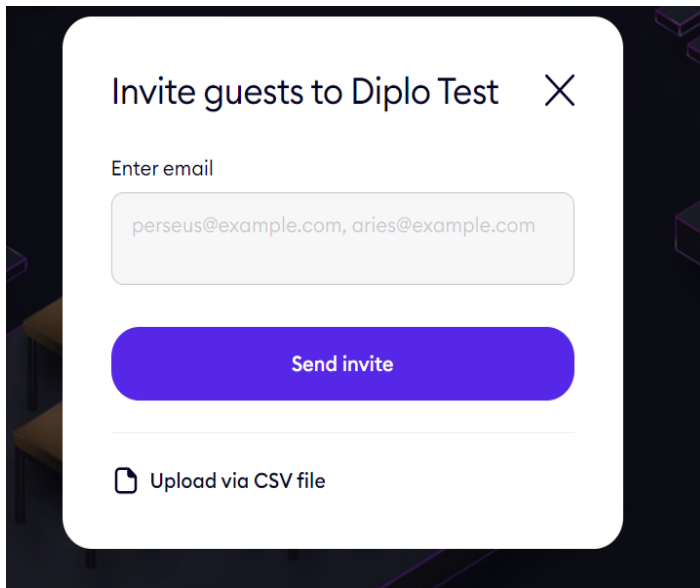 Invite guests to Diplo Test
Enter email
perseus@example.com, aries@example.com
Send invite
Upload via CSV file